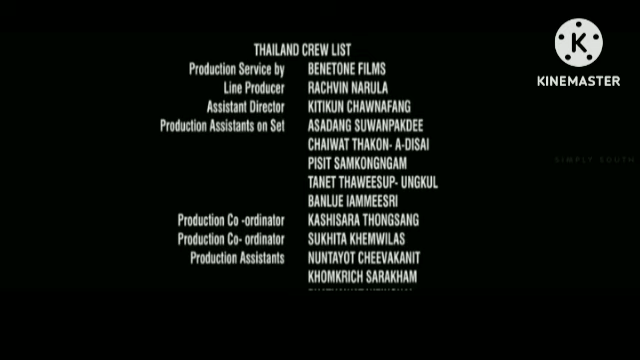 THAILAND CREW LIST
Production Service by BENETONE FILMS
Line Producer RACHVIN NARULA
Assistant Director KITIKUN CHAWNAFANG
Production Assistants on Set ASADANG SUWANPAKDEE
CHAIWAT THAKON- A-DISAI
PISIT SAMKONGNGAM
TANET THAWEESUP- UNGKUL
BANLUE IAMMEESRI
Production Co -ordinator KASHISARA THONGSANG
Production Co- ordinator SUKHITA KHEMWILAS
Production Assistants NUNTAYOT CHEEVAKANIT
KHOMKRICH SARAKHAM
K
KINEMASTER
SIMPLY SOUTH